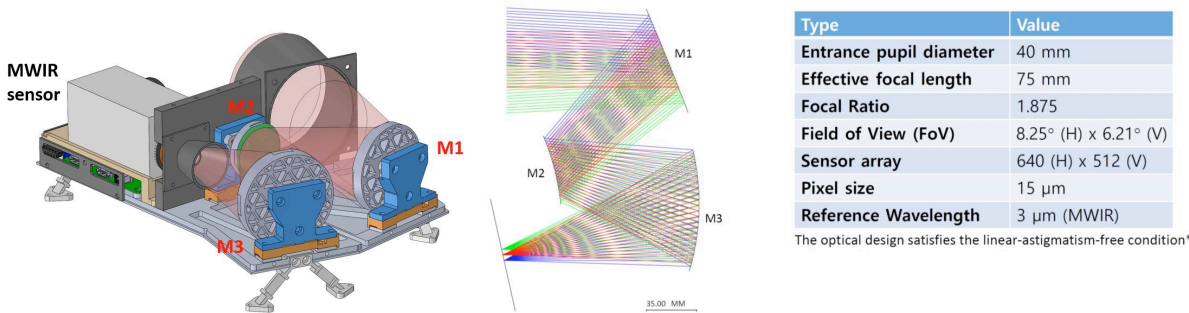 MWIR
sensor
M2
M1
M3
M1
M2
M3
35.00 MM
Type Value
Entrance pupil diameter 40 mm
Effective focal length 75 mm
Focal Ratio 1.875
Field of View (FoV) 8.25° (H) x 6.21° (V)
Sensor array 640 (H) x 512 (V)
Pixel size 15 μm
Reference Wavelength 3 μm (MWIR)
The optical design satisfies the linear-astigmatism-free condition*